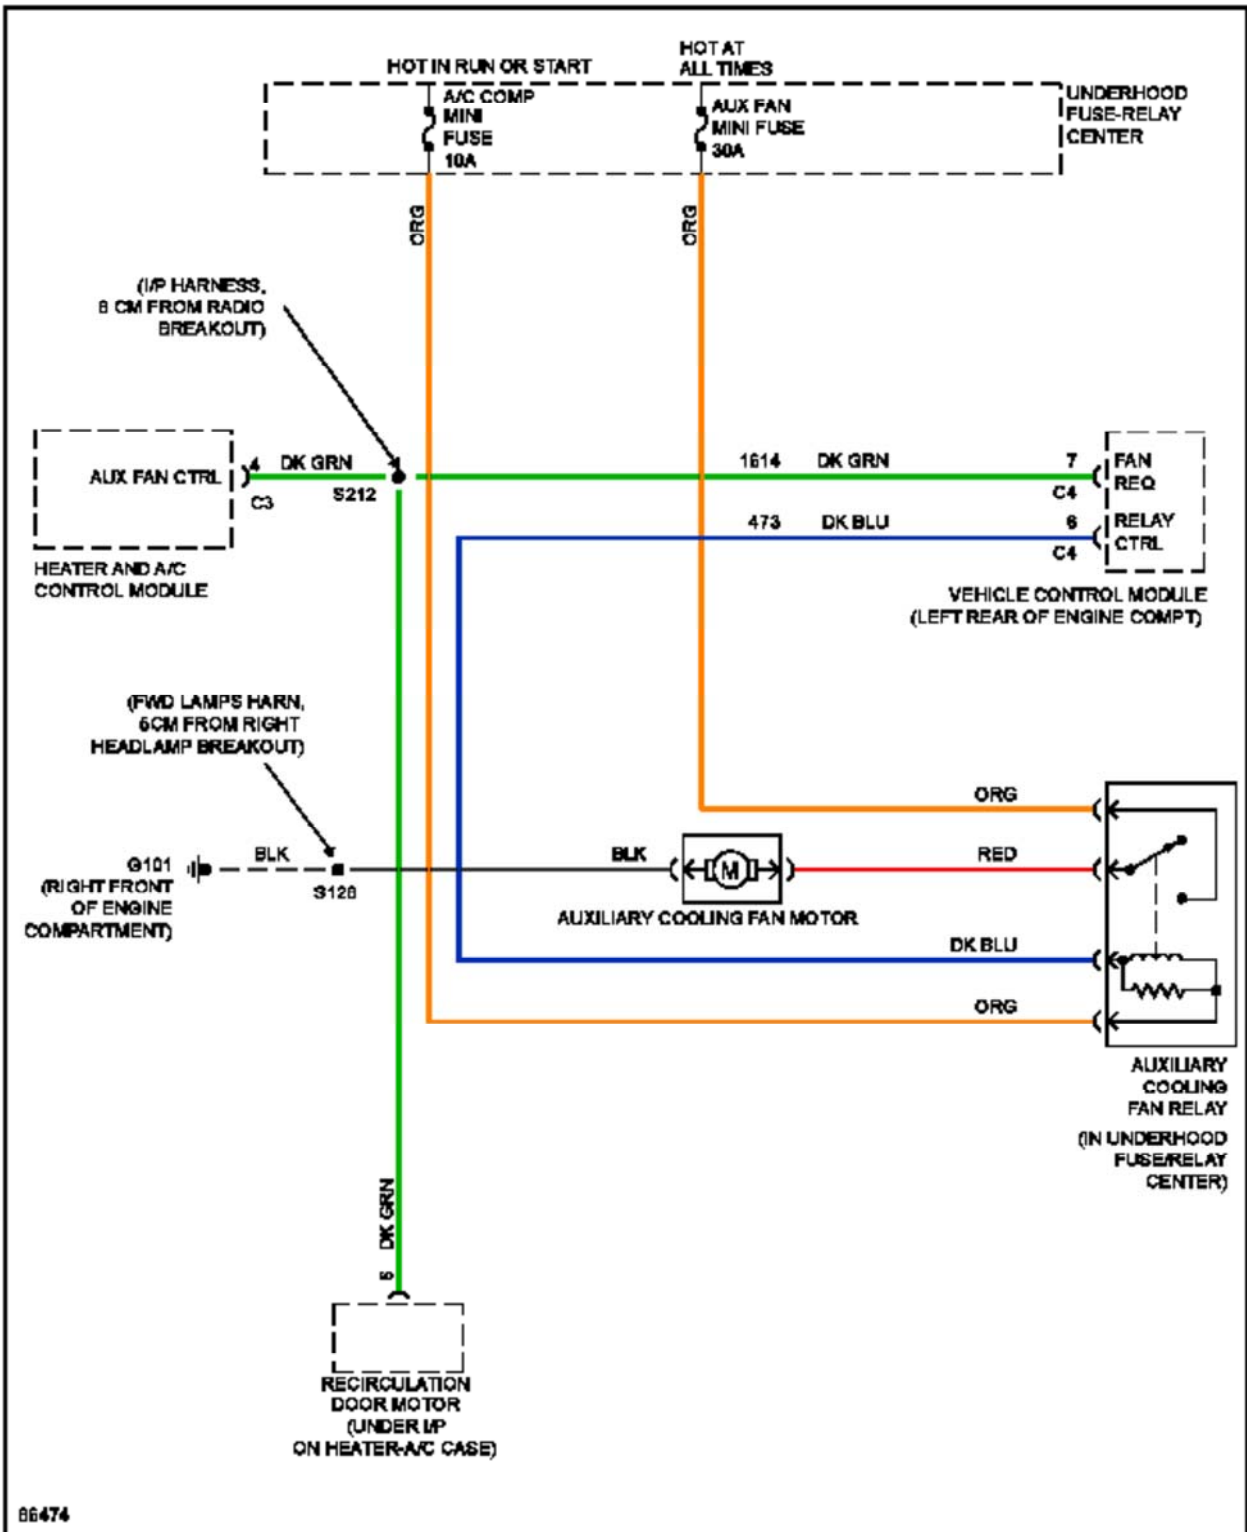 HOT IN RUN OR START
HOT AT
ALL TIMES
A/C COMP
MINI
FUSE
10A
AUX FAN
MINI FUSE
30A
UNDERHOOD
FUSE-RELAY
CENTER
ORG
ORG
(I/P HARNESS,
8 CM FROM RADIO
BREAKOUT)
AUX FAN CTRL
4
DK GRN
C3
S212
1614
DK GRN
7
C4
FAN
REQ
473
DK BLU
6
C4
RELAY
CTRL
HEATER AND A/C
CONTROL MODULE
VEHICLE CONTROL MODULE
(LEFT REAR OF ENGINE COMPT)
(FWD LAMPS HARN,
5CM FROM RIGHT
HEADLAMP BREAKOUT)
ORG
G101
(RIGHT FRONT
OF ENGINE
COMPARTMENT)
BLK
S128
BLK
M
RED
AUXILIARY COOLING FAN MOTOR
DK BLU
ORG
AUXILIARY
COOLING
FAN RELAY
(IN UNDERHOOD
FUSE/RELAY
CENTER)
DK GRN
RECIRCULATION
DOOR MOTOR
(UNDER I/P
ON HEATER-A/C CASE)
86474